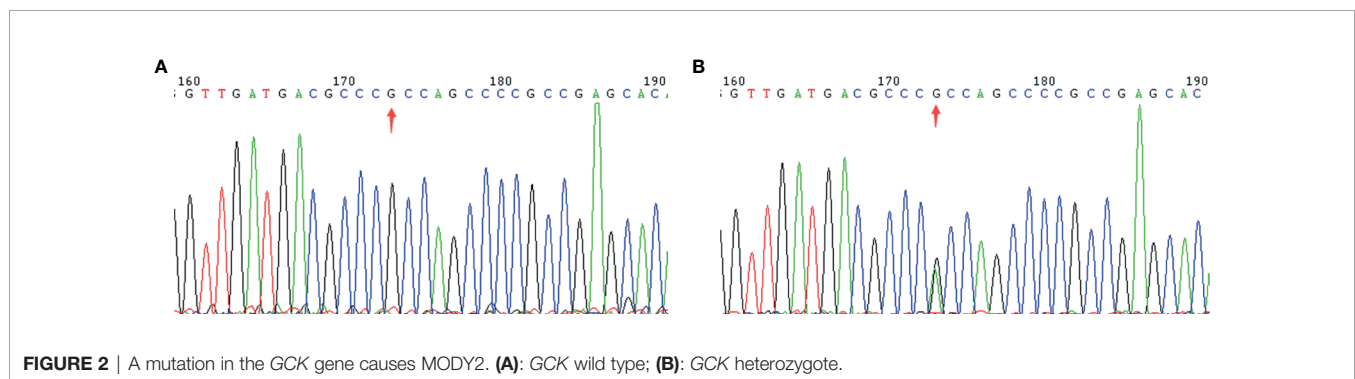 A
160 170 180 190
G T T G A T G A C G C C C G C C A G C C C C G C C G A G C A C A
B
160 170 180 190
G T T G A T G A C G C C C G C C A G C C C C G C C G A G C A C
FIGURE 2 | A mutation in the GCK gene causes MODY2. (A): GCK wild type; (B): GCK heterozygote.